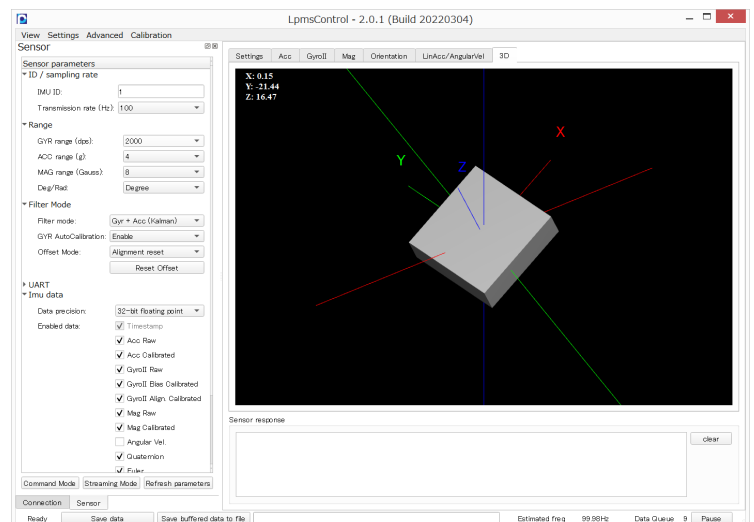 LpmsControl - 2.0.1 (Build 20220304)
View Settings Advanced Calibration
Sensor
Sensor parameters
ID / sampling rate
IMU ID: 1
Transmission rate (Hz): 100
Range
GYR range (dps): 2000
ACC range (g): 4
MAG range (Gauss): 8
Deg/Rad: Degree
Filter Mode
Filter mode: Gyr + Acc (Kalman)
GYR AutoCalibration: Enable
Offset Mode: Alignment reset
Reset Offset
UART
Imu data
Data precision: 32-bit floating point
Enabled data: Timestamp
Acc Raw
Acc Calibrated
GyroII Raw
GyroII Bias Calibrated
GyroII Align. Calibrated
Mag Raw
Mag Calibrated
Angular Vel.
Quaternion
Euler
Command Mode Streaming Mode Refresh parameters
Connection Sensor
Settings Acc GyroII Mag Orientation LinAcc/AngularVel 3D
X: 0.15
Y: -21.44
Z: 16.47
X
Y
Z
Sensor response
clear
Ready Save data Save buffered data to file Estimated freq 99.98Hz Data Queue 9 Pause